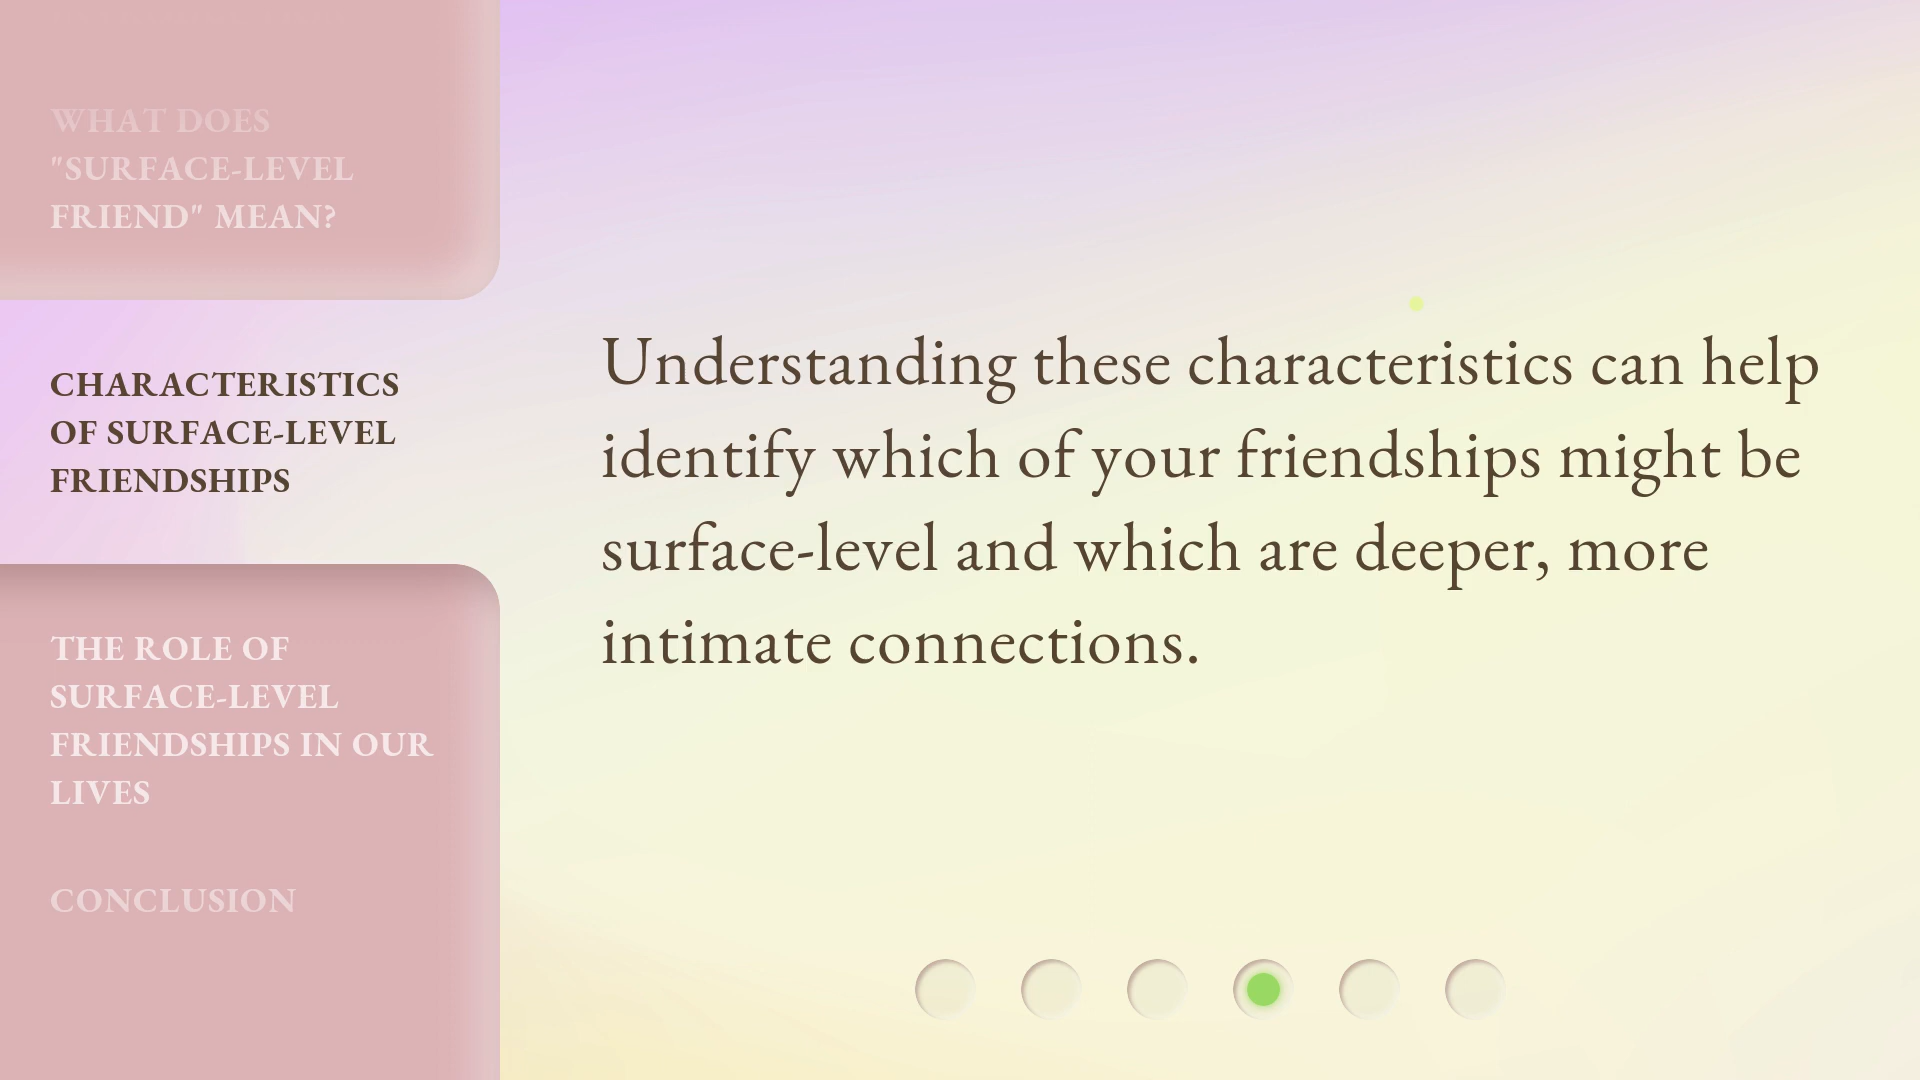 WHAT DOES
"SURFACE-LEVEL
FRIEND" MEAN?
CHARACTERISTICS
OF SURFACE-LEVEL
FRIENDSHIPS
THE ROLE OF
SURFACE-LEVEL
FRIENDSHIPS IN OUR
LIVES
CONCLUSION
Understanding these characteristics can help
identify which of your friendships might be
surface-level and which are deeper, more
intimate connections.